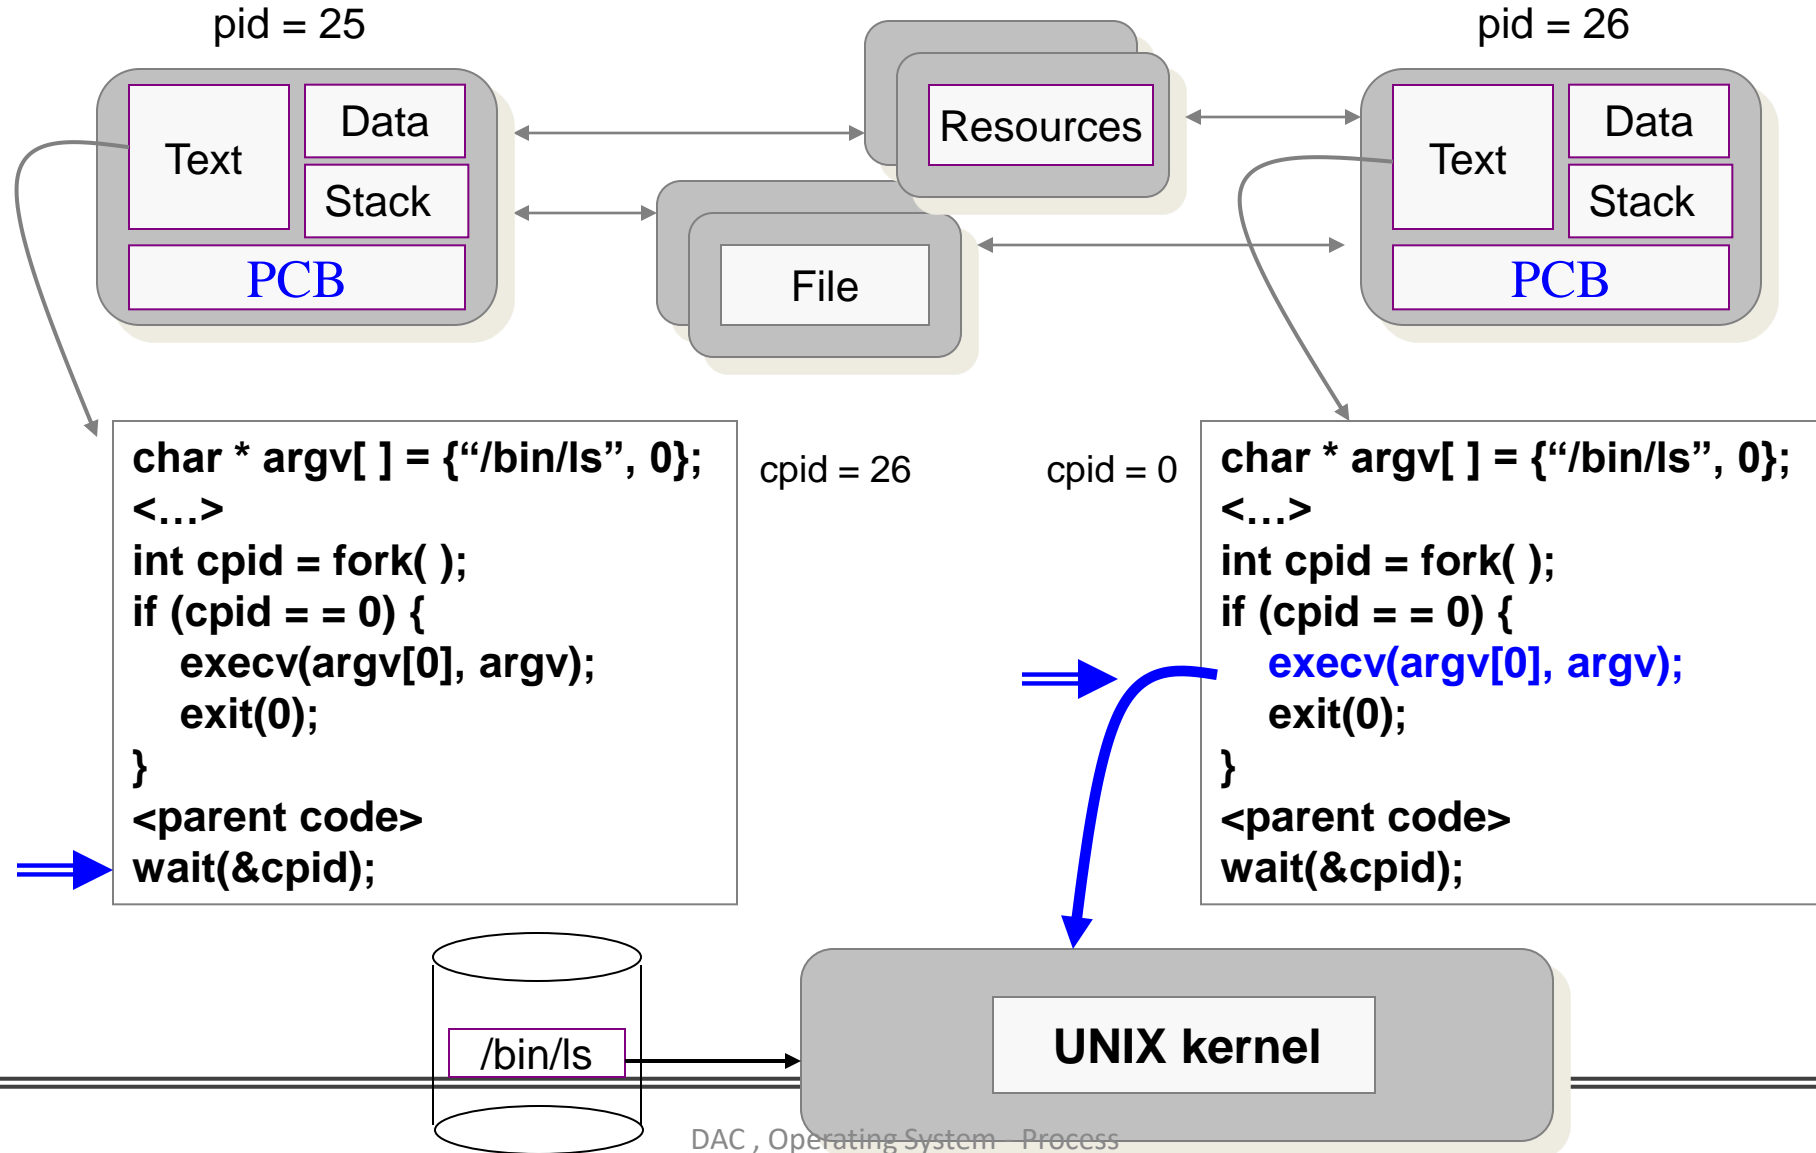 pid = 25
pid = 26
Text
Data
Stack
PCB
Resources
File
Text
Data
Stack
PCB
char * argv[ ] = {“/bin/ls”, 0};
<…>
int cpid = fork( );
if (cpid = = 0) {
execv(argv[0], argv);
exit(0);
}
<parent code>
wait(&cpid);
cpid = 26
cpid = 0
char * argv[ ] = {“/bin/ls”, 0};
<…>
int cpid = fork( );
if (cpid = = 0) {
execv(argv[0], argv);
exit(0);
}
<parent code>
wait(&cpid);
/bin/ls
UNIX kernel
DAC , Operating System - Process